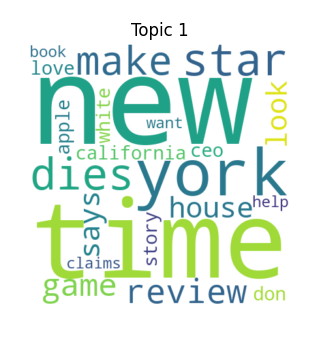 Topic 1
book
love
make
star
new
apple
white
want
look
california
ceo
dies
york
says
house
help
time
story
claims
game
review
don